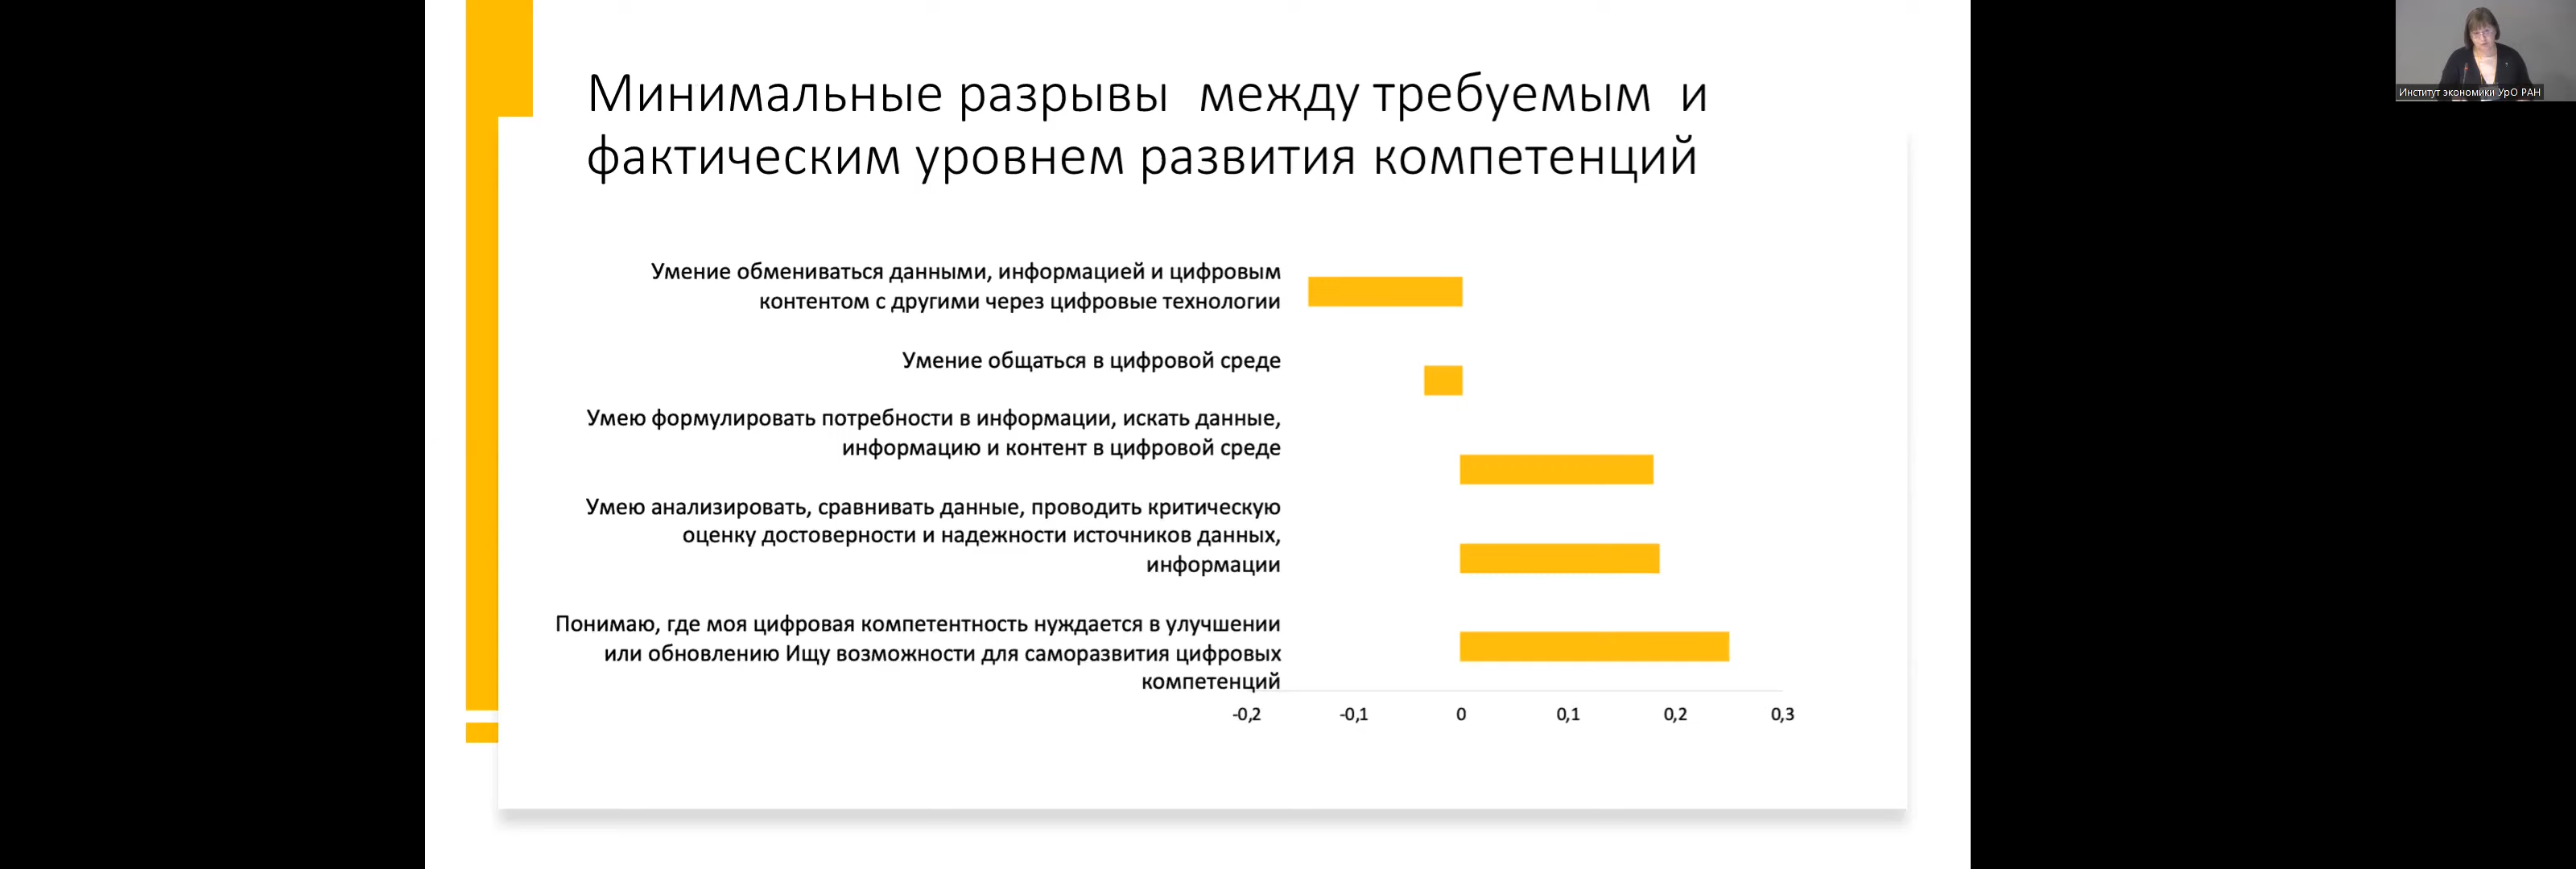 Минимальные разрывы между требуемым и
фактическим уровнем развития компетенций
Институт экономики УрО РАН
Умение обмениваться данными, информацией и цифровым
контентом с другими через цифровые технологии
Умение общаться в цифровой среде
Умею формулировать потребности в информации, искать данные,
информацию и контент в цифровой среде
Умею анализировать, сравнивать данные, проводить критическую
оценку достоверности и надежности источников данных,
информации
Понимаю, где моя цифровая компетентность нуждается в улучшении
или обновлению Ищу возможности для саморазвития цифровых
компетенций
-0,2 -0,1 0 0,1 0,2 0,3